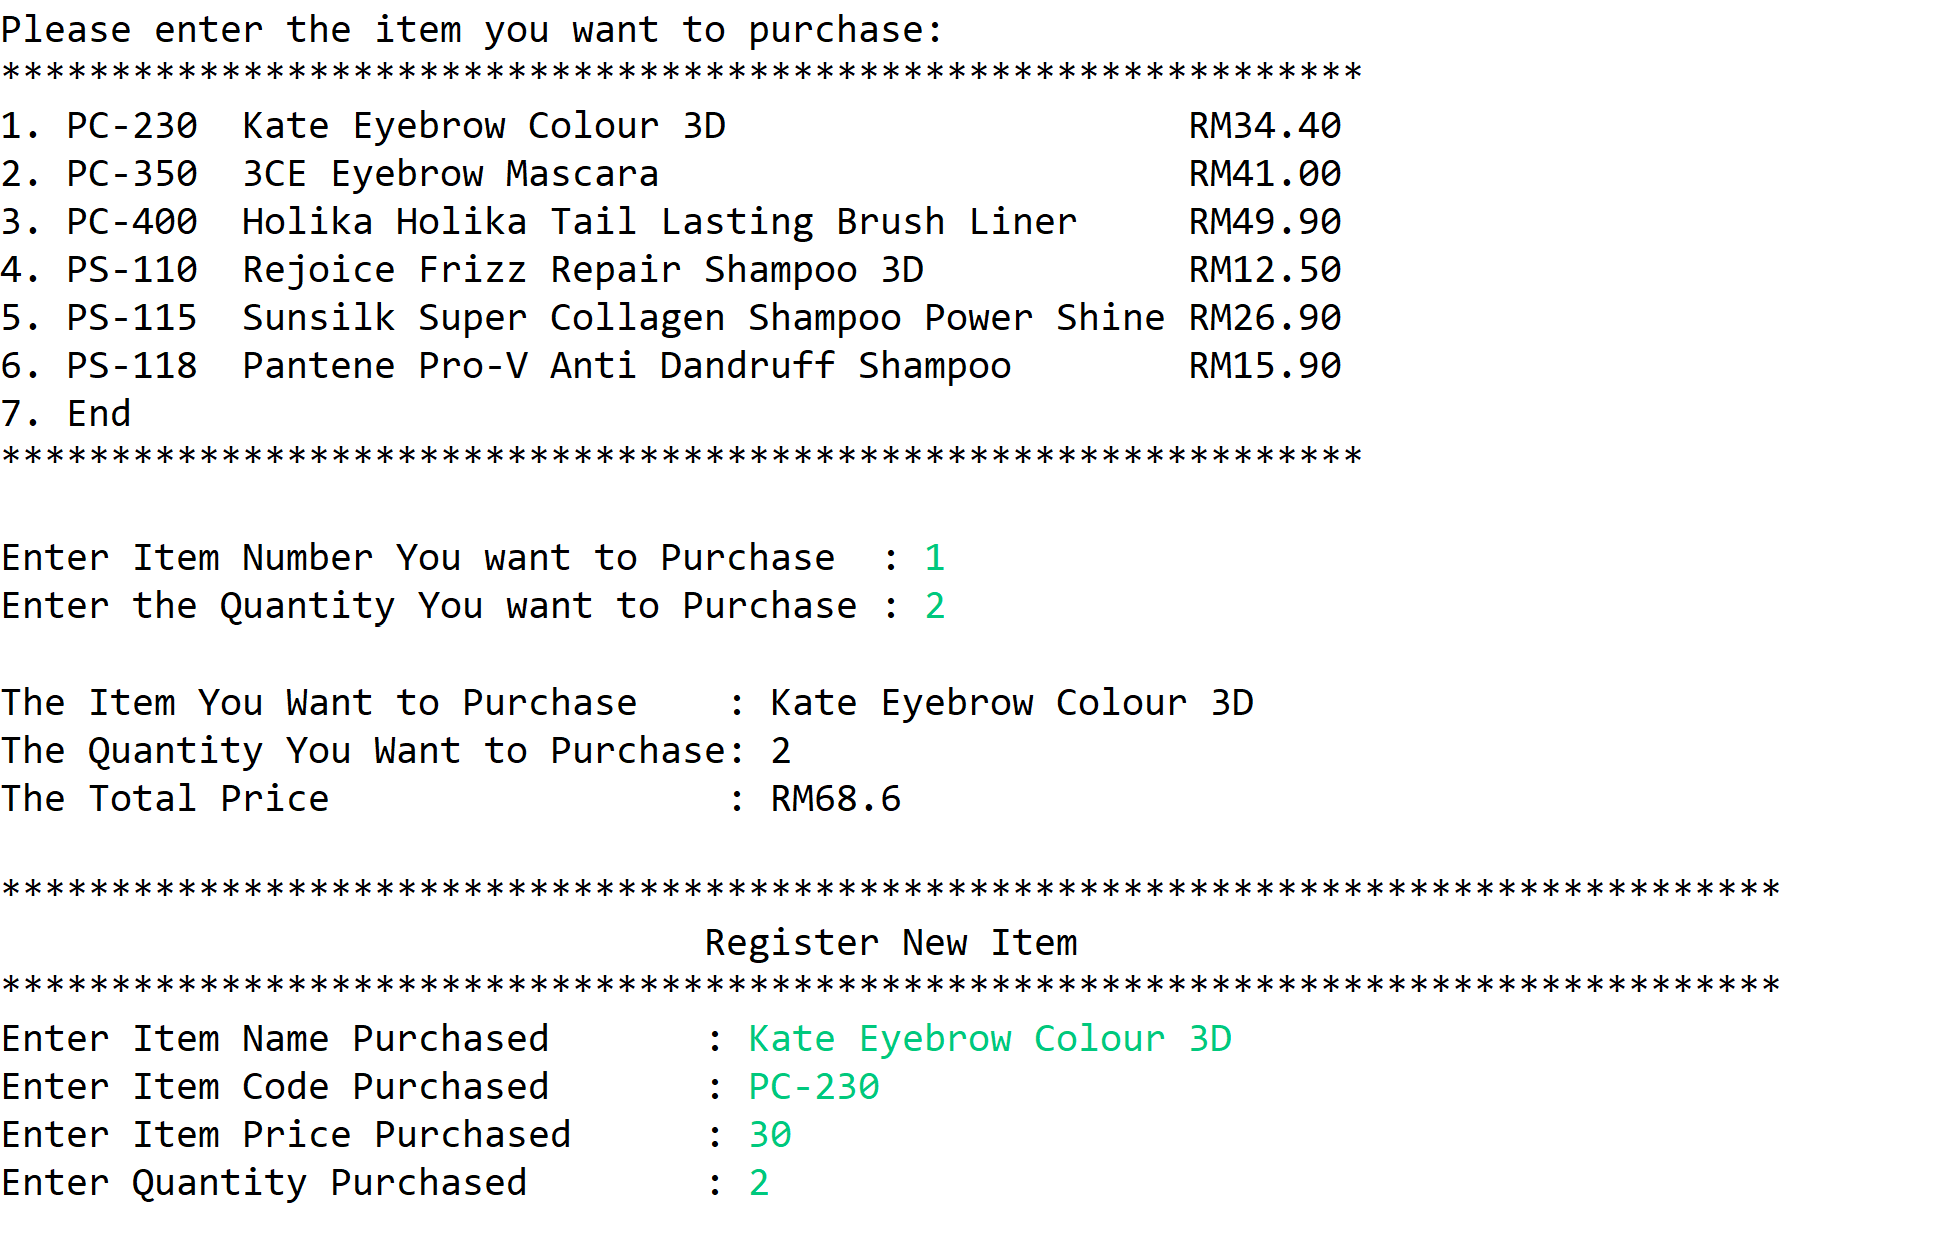 Please enter the item you want to purchase:
**************************************************************
1. PC-230  Kate Eyebrow Colour 3D                     RM34.40
2. PC-350  3CE Eyebrow Mascara                        RM41.00
3. PC-400  Holika Holika Tail Lasting Brush Liner     RM49.90
4. PS-110  Rejoice Frizz Repair Shampoo 3D            RM12.50
5. PS-115  Sunsilk Super Collagen Shampoo Power Shine RM26.90
6. PS-118  Pantene Pro-V Anti Dandruff Shampoo        RM15.90
7. End
**************************************************************
Enter Item Number You want to Purchase  : 1
Enter the Quantity You want to Purchase : 2
The Item You Want to Purchase    : Kate Eyebrow Colour 3D
The Quantity You Want to Purchase: 2
The Total Price                  : RM68.6
*********************************************************************************
                                Register New Item
*********************************************************************************
Enter Item Name Purchased       : Kate Eyebrow Colour 3D
Enter Item Code Purchased       : PC-230
Enter Item Price Purchased      : 30
Enter Quantity Purchased        : 2